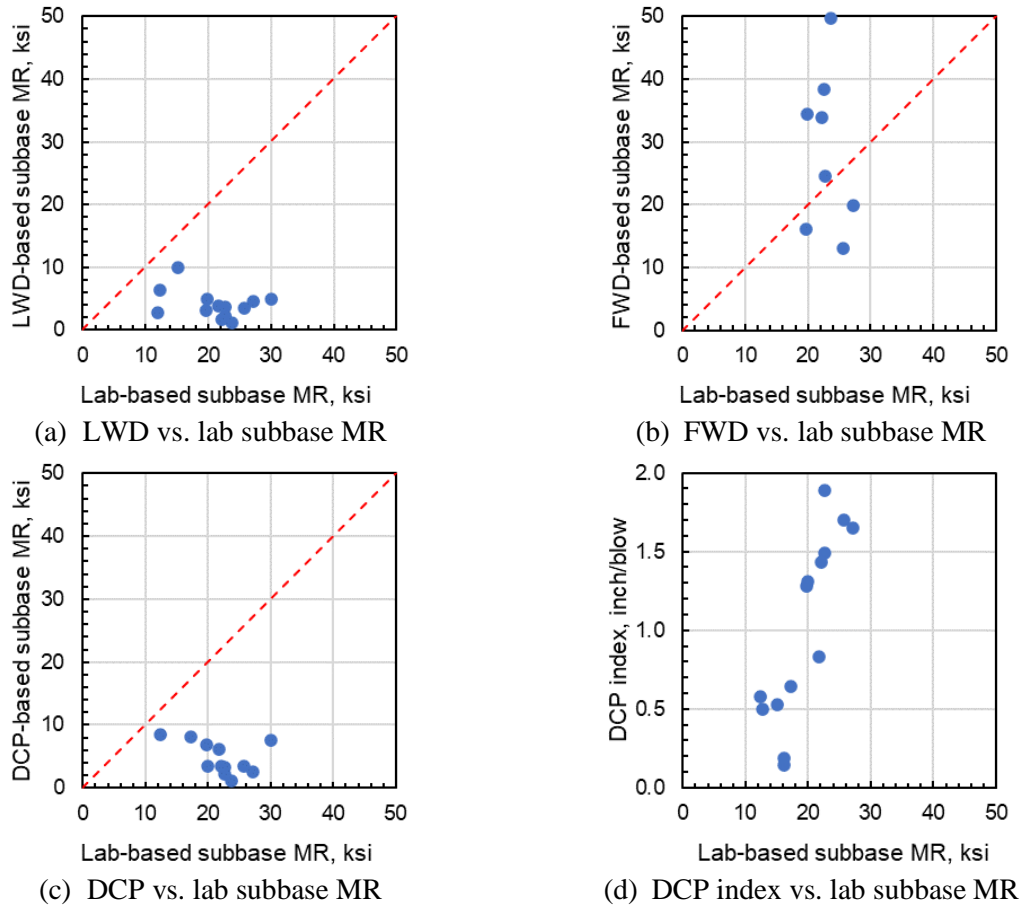 LWD-based subbase MR, ksi
50
40
30
20
10
0
0 10 20 30 40 50
Lab-based subbase MR, ksi
(a) LWD vs. lab subbase MR
FWD-based subbase MR, ksi
50
40
30
20
10
0
0 10 20 30 40 50
Lab-based subbase MR, ksi
(b) FWD vs. lab subbase MR
DCP-based subbase MR, ksi
50
40
30
20
10
0
0 10 20 30 40 50
Lab-based subbase MR, ksi
(c) DCP vs. lab subbase MR
DCP index, inch/blow
2.0
1.5
1.0
0.5
0.0
0 10 20 30 40 50
Lab-based subbase MR, ksi
(d) DCP index vs. lab subbase MR